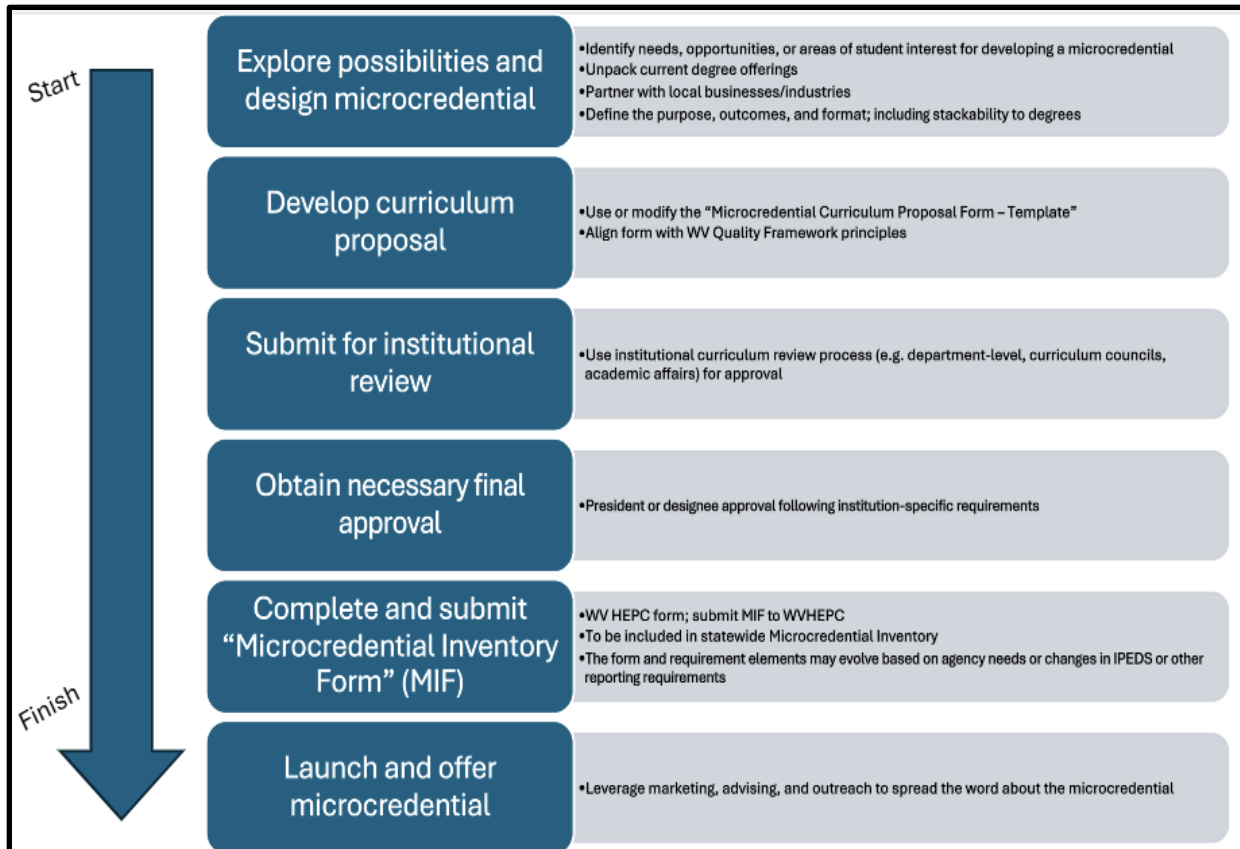 Start
Explore possibilities and
design microcredential
•Identify needs, opportunities, or areas of student interest for developing a microcredential
•Unpack current degree offerings
•Partner with local businesses/industries
•Define the purpose, outcomes, and format; including stackability to degrees
Develop curriculum
proposal
•Use or modify the “Microcredential Curriculum Proposal Form – Template”
•Align form with WV Quality Framework principles
Submit for institutional
review
•Use institutional curriculum review process (e.g. department-level, curriculum councils,
academic affairs) for approval
Obtain necessary final
approval
•President or designee approval following institution-specific requirements
Complete and submit
“Microcredential Inventory
Form” (MIF)
•WV HEPC form; submit MIF to WVHEPC
•To be included in statewide Microcredential Inventory
•The form and requirement elements may evolve based on agency needs or changes in IPEDS or other
reporting requirements
Finish
Launch and offer
microcredential
•Leverage marketing, advising, and outreach to spread the word about the microcredential